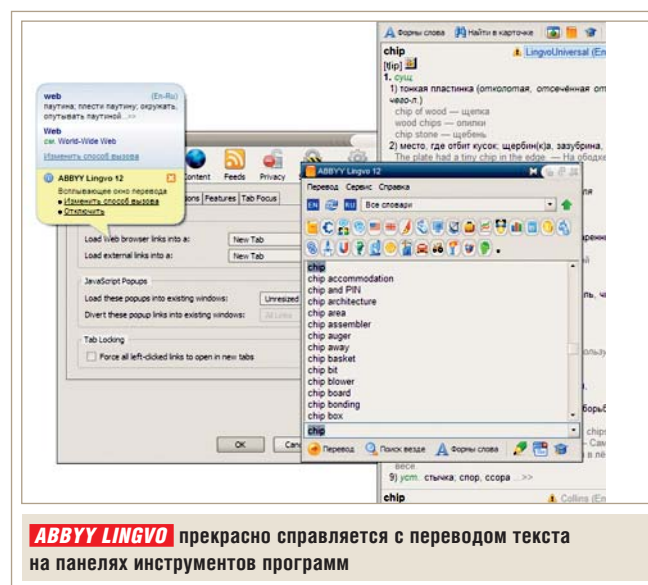 web (En-Ru)
паутина; плести паутину; окружать,
опутывать паутиной...>>
Web
см. World-Wide Web
Изменить способ вызова
ABBYY Lingvo 12
Всплывающее окно перевода
Изменить способ вызова
Отключить
Content Feeds Privacy
Features Tab Focus
Load Web browser links into a: New Tab
Load external links into a: New Tab
JavaScript Popups
Load these popups into existing windows: Unresized
Divert these popup links into existing windows: All Links
Tab Locking
Force all left-clicked links to open in new tabs
OK
Формы слова Найти в карточке
chip LingvoUniversal (En
[tʃip]
1. сущ.
1) тонкая пластинка (отколотая, отсечённая от
чего-л.)
chip of wood — щепка
wood chips — опилки
chip stone — щебень
2) место, где отбит кусок; щербин(к)а, зазубрина,
The plate had a tiny chip in the edge. — На ободке
ABBYY Lingvo 12
Перевод Сервис Справка
EN RU Все словари
chip
chip accommodation
chip and PIN
chip architecture
chip area
chip assembler
chip auger
chip away
chip basket
chip bit
chip blower
chip board
chip bonding
chip box
chip
Перевод Поиск везде Формы слова
весе.
9) уст. стычка; спор, ссора ...>>
chip Collins (En
ABBYY LINGVO прекрасно справляется с переводом текста
на панелях инструментов программ